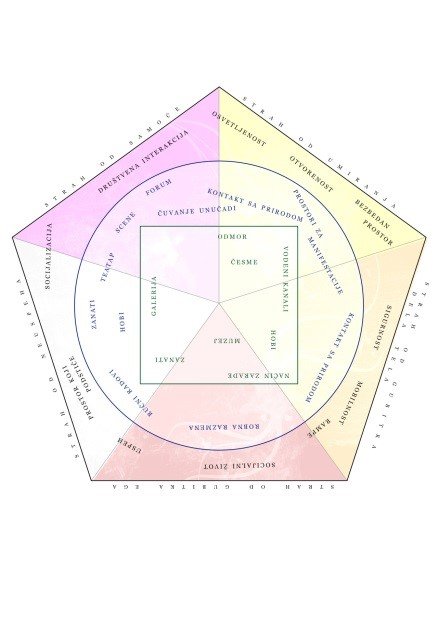 STRAH OD SAMOĆE
STRAH OD UMIRANJA
DRUŠTVENA INTERAKCIJA
OSVETLJENOST
OTVORENOST
BEZBEDAN
PROSTOR
FORUM
KONTAKT SA PRIRODOM
ČUVANJE UNUČADI
PROSTORI ZA
MANIFESTACIJE
SCENE
TEATAR
ODMOR
ČESME
VODENI KANALI
GALERIJA
SOCIJALIZACIJA
ZANATI
HOBI
HOBI
MUZEJ
ZANATI
NAČIN ZARADE
KONTAKT SA PRIRODOM
SIGURNOST
MOBILNOST
RAMPE
STRAH OD GUBITKA
DELA TELA
STRAH OD NEUSPEHA
PROSTOR KOJI
PODSTIČE
RUČNI RADOVI
USPEH
ROBNA RAZMENA
SOCIJALNI ŽIVOT
STRAH OD GUBITKA EGA